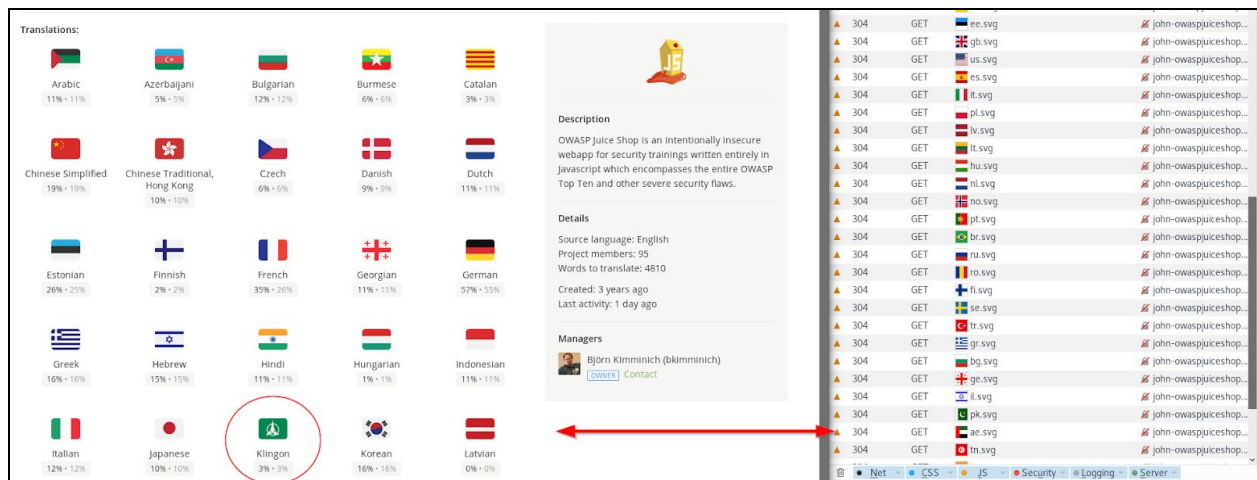 Translations:
Arabic
11% • 11%
Azerbaijani
5% • 5%
Bulgarian
12% • 12%
Burmese
6% • 6%
Catalan
3% • 3%
Chinese Simplified
19% • 19%
Chinese Traditional,
Hong Kong
10% • 10%
Czech
6% • 6%
Danish
9% • 9%
Dutch
11% • 11%
Estonian
26% • 25%
Finnish
2% • 2%
French
35% • 26%
Georgian
11% • 11%
German
57% • 55%
Greek
16% • 16%
Hebrew
15% • 15%
Hindi
11% • 11%
Hungarian
1% • 1%
Indonesian
11% • 11%
Italian
12% • 12%
Japanese
10% • 10%
Klingon
3% • 3%
Korean
16% • 16%
Latvian
0% • 0%
JS
Description
OWASP Juice Shop is an intentionally insecure
webapp for security trainings written entirely in
Javascript which encompasses the entire OWASP
Top Ten and other severe security flaws.
Details
Source language: English
Project members: 95
Words to translate: 4810
Created: 3 years ago
Last activity: 1 day ago
Managers
Björn Kimminich (bkimminich)
OWNER Contact
304 GET ee.svg john-owaspjuiceshop...
304 GET gb.svg john-owaspjuiceshop...
304 GET us.svg john-owaspjuiceshop...
304 GET es.svg john-owaspjuiceshop...
304 GET it.svg john-owaspjuiceshop...
304 GET pl.svg john-owaspjuiceshop...
304 GET lv.svg john-owaspjuiceshop...
304 GET lt.svg john-owaspjuiceshop...
304 GET hu.svg john-owaspjuiceshop...
304 GET nl.svg john-owaspjuiceshop...
304 GET no.svg john-owaspjuiceshop...
304 GET pt.svg john-owaspjuiceshop...
304 GET br.svg john-owaspjuiceshop...
304 GET ru.svg john-owaspjuiceshop...
304 GET ro.svg john-owaspjuiceshop...
304 GET fi.svg john-owaspjuiceshop...
304 GET se.svg john-owaspjuiceshop...
304 GET tr.svg john-owaspjuiceshop...
304 GET gr.svg john-owaspjuiceshop...
304 GET bg.svg john-owaspjuiceshop...
304 GET ge.svg john-owaspjuiceshop...
304 GET il.svg john-owaspjuiceshop...
304 GET pk.svg john-owaspjuiceshop...
304 GET ae.svg john-owaspjuiceshop...
304 GET tn.svg john-owaspjuiceshop...
Net CSS JS Security Logging Server